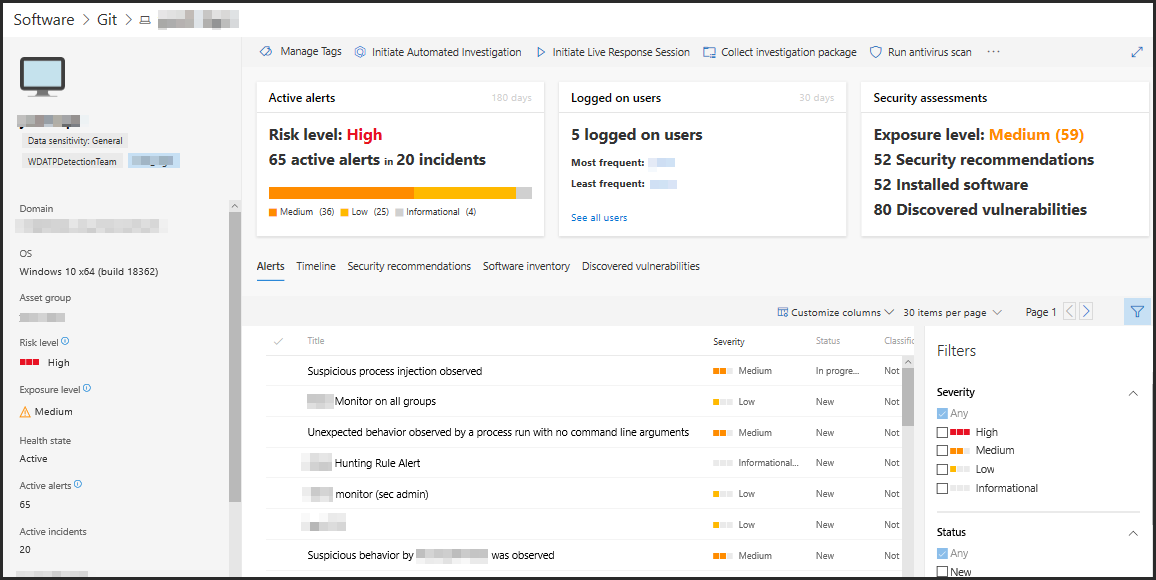 Software > Git >
Manage Tags Initiate Automated Investigation Initiate Live Response Session Collect investigation package Run antivirus scan ...
Data sensitivity: General
WDATPDetectionTeam
Domain
OS
Windows 10 x64 (build 18362)
Asset group
Risk level
High
Exposure level
Medium
Health state
Active
Active alerts
65
Active incidents
20
Active alerts 180 days
Risk level: High
65 active alerts in 20 incidents
Medium (36) Low (25) Informational (4)
Logged on users 30 days
5 logged on users
Most frequent:
Least frequent:
See all users
Security assessments
Exposure level: Medium (59)
52 Security recommendations
52 Installed software
80 Discovered vulnerabilities
Alerts Timeline Security recommendations Software inventory Discovered vulnerabilities
Customize columns 30 items per page Page 1
Title Severity Status Classific
Suspicious process injection observed Medium In progre... Not
Monitor on all groups Low New Not
Unexpected behavior observed by a process run with no command line arguments Medium New Not
Hunting Rule Alert Informational... New Not
monitor (sec admin) Low New Not
Low New Not
Suspicious behavior by was observed Medium New Not
Filters
Severity
Any
High
Medium
Low
Informational
Status
Any
New